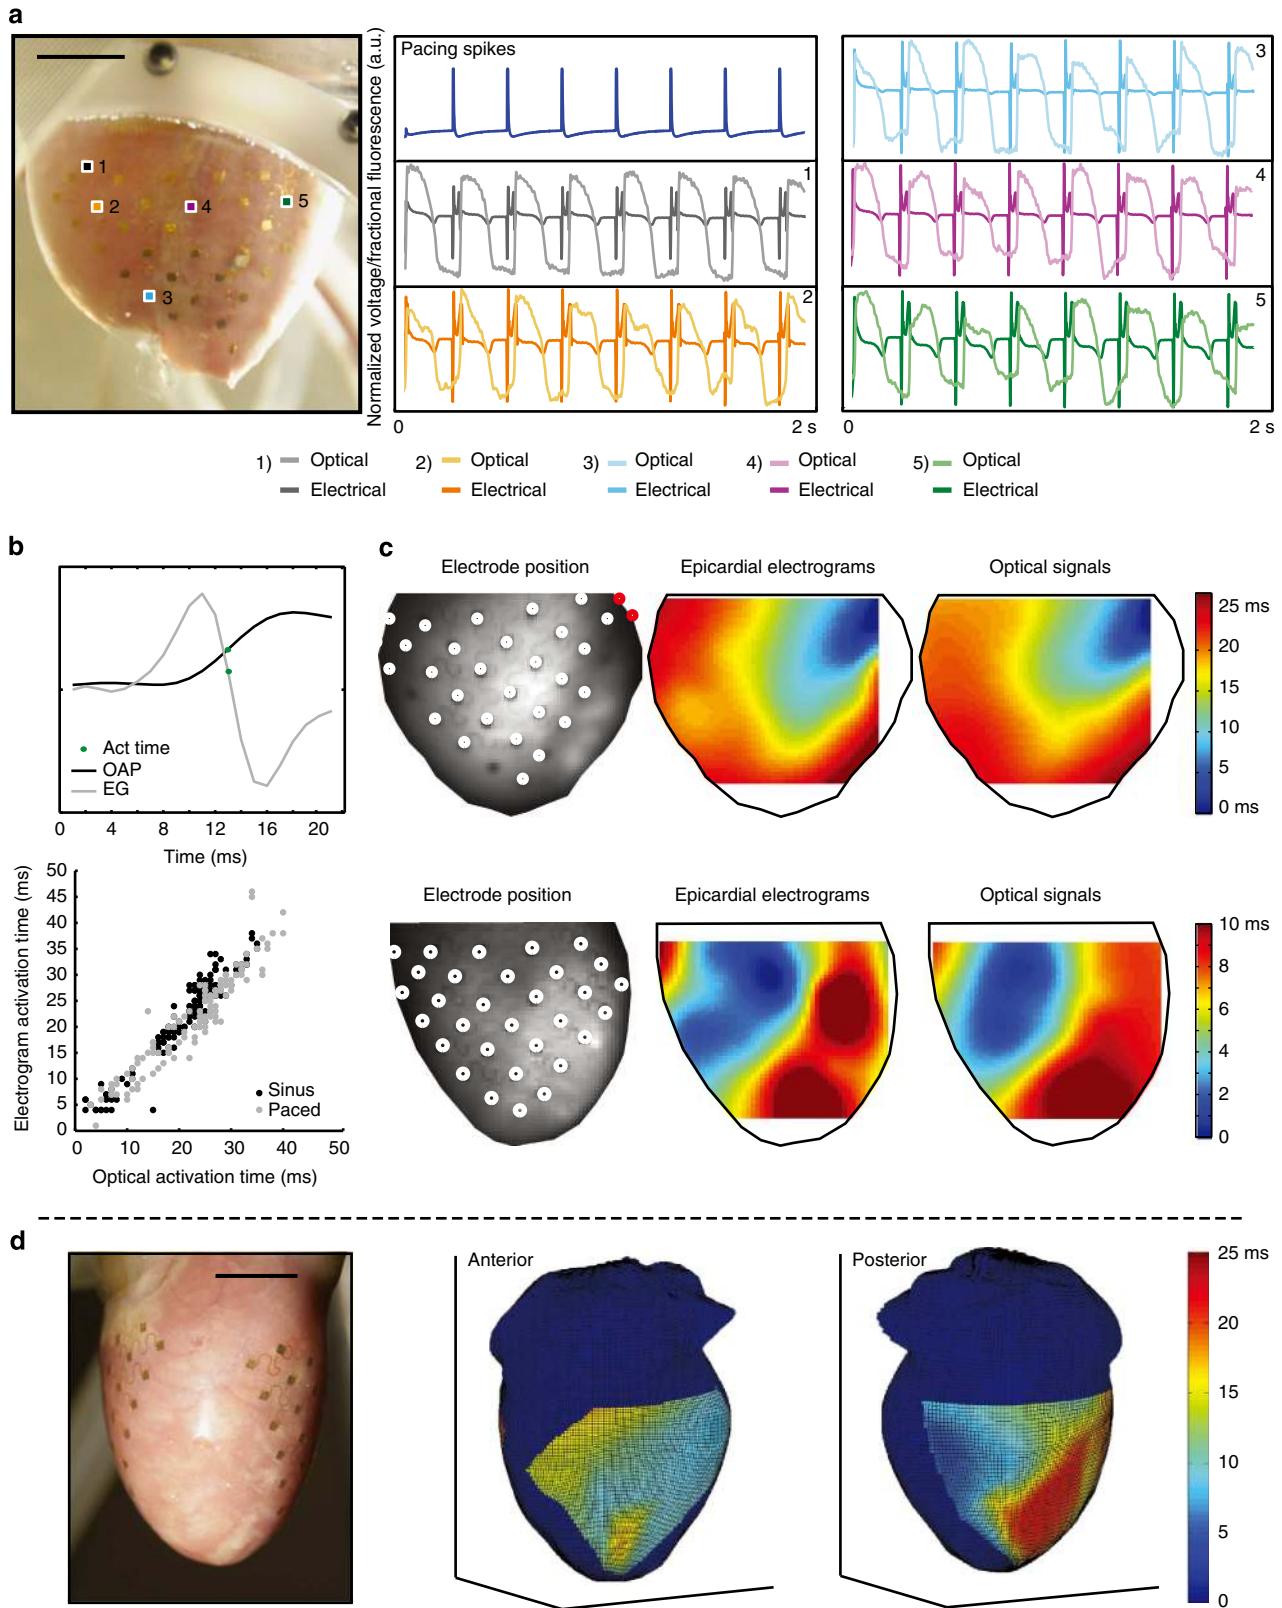 a
Normalized voltage/fractional fluorescence (a.u.)
1
2
4
5
3
Pacing spikes
1
2
0
2 s
3
4
5
0
2 s
1) Optical
Electrical
2) Optical
Electrical
3) Optical
Electrical
4) Optical
Electrical
5) Optical
Electrical
b
Act time
OAP
EG
0 4 8 12 16 20
Time (ms)
Electrogram activation time (ms)
50
45
40
35
30
25
20
15
10
5
0
Sinus
Paced
0 10 20 30 40 50
Optical activation time (ms)
c
Electrode position
Epicardial electrograms
Optical signals
25 ms
20
15
10
5
0 ms
Electrode position
Epicardial electrograms
Optical signals
10 ms
8
6
4
2
0
d
Anterior
Posterior
25 ms
20
15
10
5
0